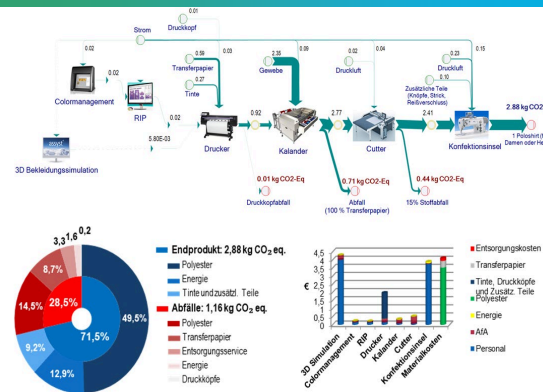 0.01
Druckkopf
Strom
0.02
0.59
Transferpapier
0.03
2.35
Gewebe
0.09
0.02
Druckluft
0.04
0.23
Druckluft
0.15
0.27
Tinte
0.10
Zusätzliche Teile
(Knöpfe, Strick,
Reißverschluss)
0.02
Colormanagement
RIP
0.02
0.92
2.77
2.41
2.88 kg CO2
1 Poloshirt (
Damen oder He
assyst
5.80E-03
Drucker
Kalander
Cutter
Konfektionsinsel
3D Bekleidungssimulation
0.01 kg CO2-Eq
Druckkopfabfall
0.71 kg CO2-Eq
Abfall
(100 % Transferpapier)
0.44 kg CO2-Eq
15% Stoffabfall
3,3 1,6 0,2
8,7%
14,5%
28,5%
71,5%
49,5%
9,2%
12,9%
Endprodukt: 2,88 kg CO2 eq.
Polyester
Energie
Tinte und zusätzl. Teile
Abfälle: 1,16 kg CO2 eq.
Polyester
Transferpapier
Entsorgungsservice
Energie
Druckköpfe
4,5
4
3,5
3
2,5
2
1,5
1
0,5
0
€
3D Simulation
Colormanagement
RIP
Drucker
Kalander
Cutter
Konfektionsinsel
Materialkosten
Entsorgungskosten
Transferpapier
Tinte, Druckköpfe
und Zusätz. Teile
Polyester
Energie
AfA
Personal